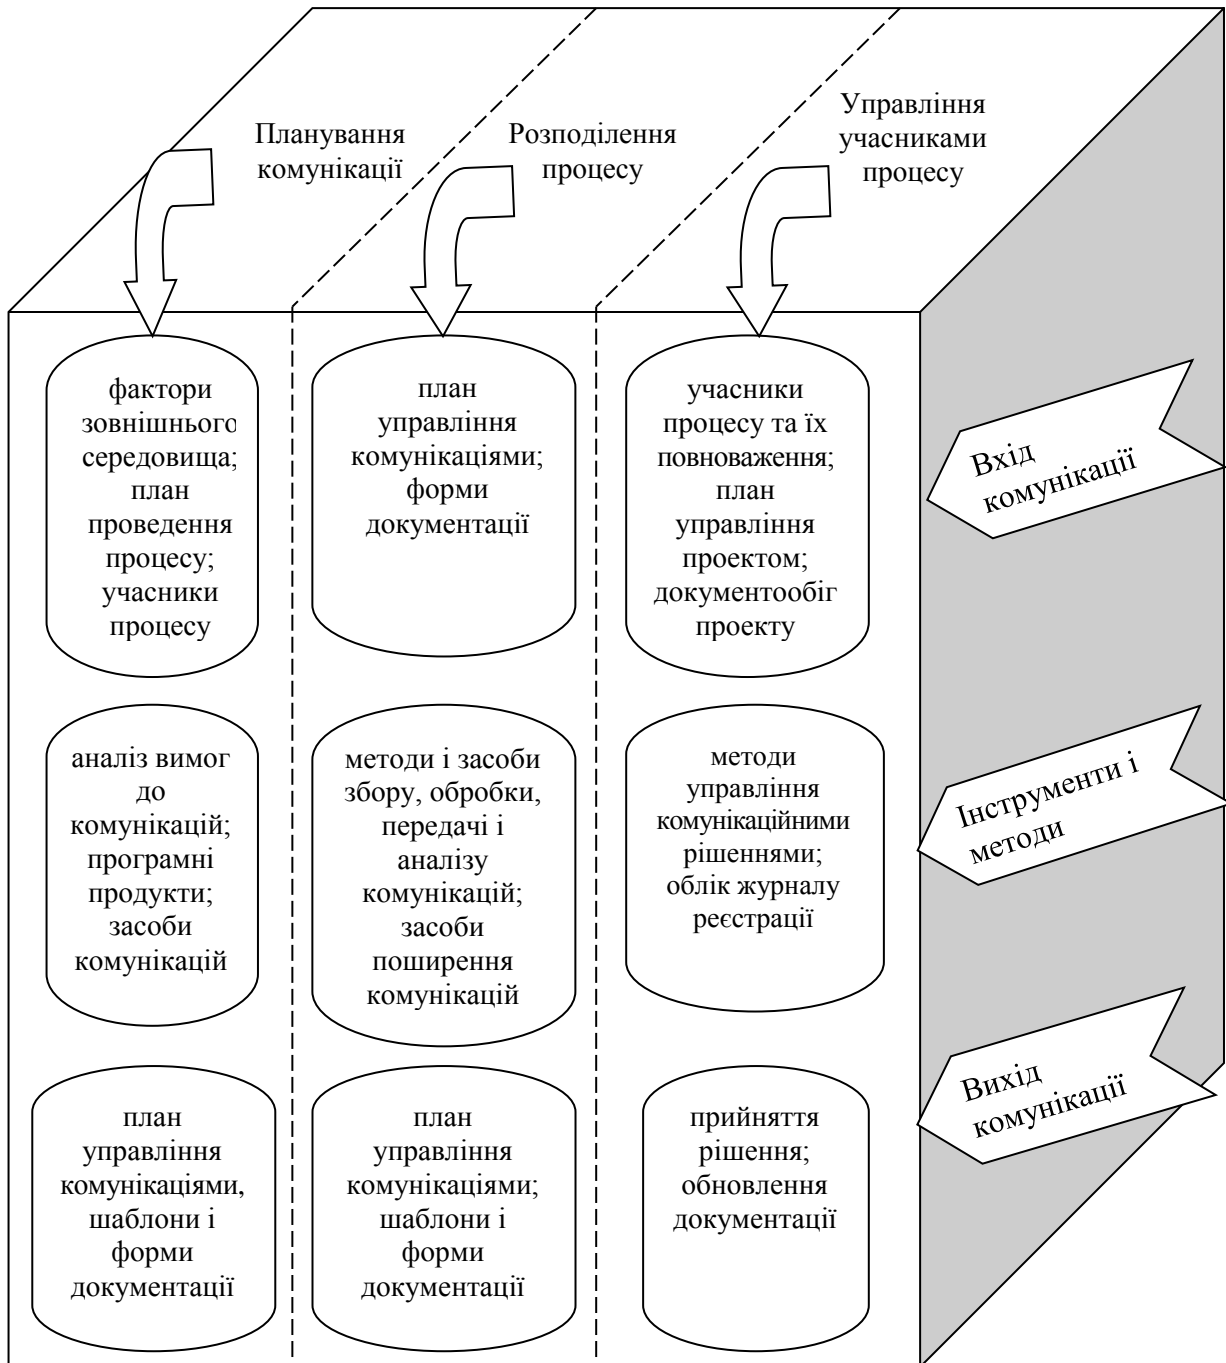 Планування
комунікації
Розподілення
процесу
Управління
учасниками
процесу
фактори
зовнішнього
середовища;
план
проведення
процесу;
учасники
процесу
план
управління
комунікаціями;
форми
документації
учасники
процесу та їх
повноваження;
план
управління
проектом;
документообіг
проекту
Вхід
комунікації
аналіз вимог
до
комунікацій;
програмні
продукти;
засоби
комунікацій
методи і засоби
збору, обробки,
передачі і
аналізу
комунікацій;
засоби
поширення
комунікацій
методи
управління
комунікаційними
рішеннями;
облік журналу
реєстрації
Інструменти і
методи
план
управління
комунікаціями,
шаблони і
форми
документації
план
управління
комунікаціями;
шаблони і
форми
документації
прийняття
рішення;
обновлення
документації
Вихід
комунікації